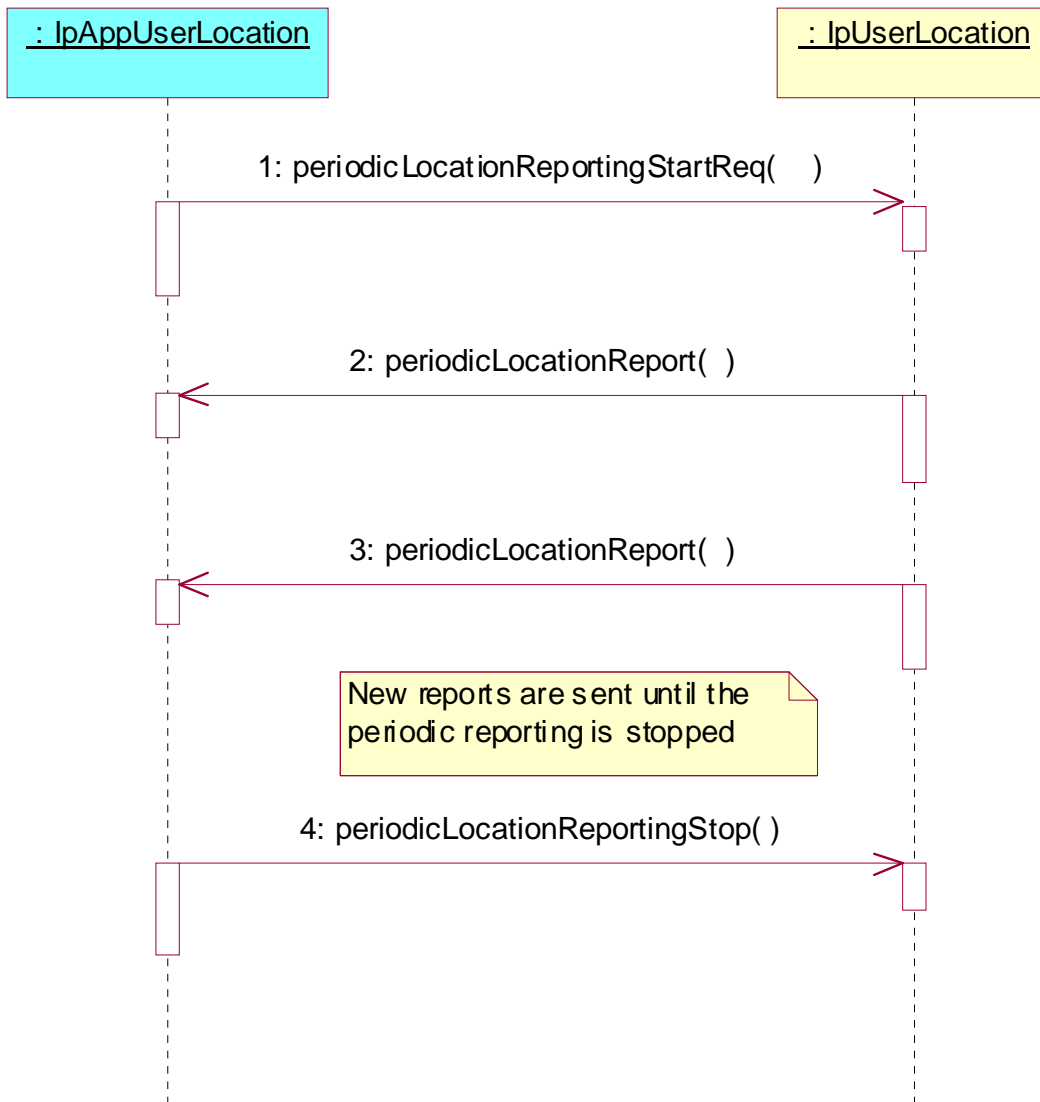 : IpAppUserLocation
: IpUserLocation
1: periodicLocationReportingStartReq( )
2: periodicLocationReport( )
3: periodicLocationReport( )
New reports are sent until the
periodic reporting is stopped
4: periodicLocationReportingStop( )